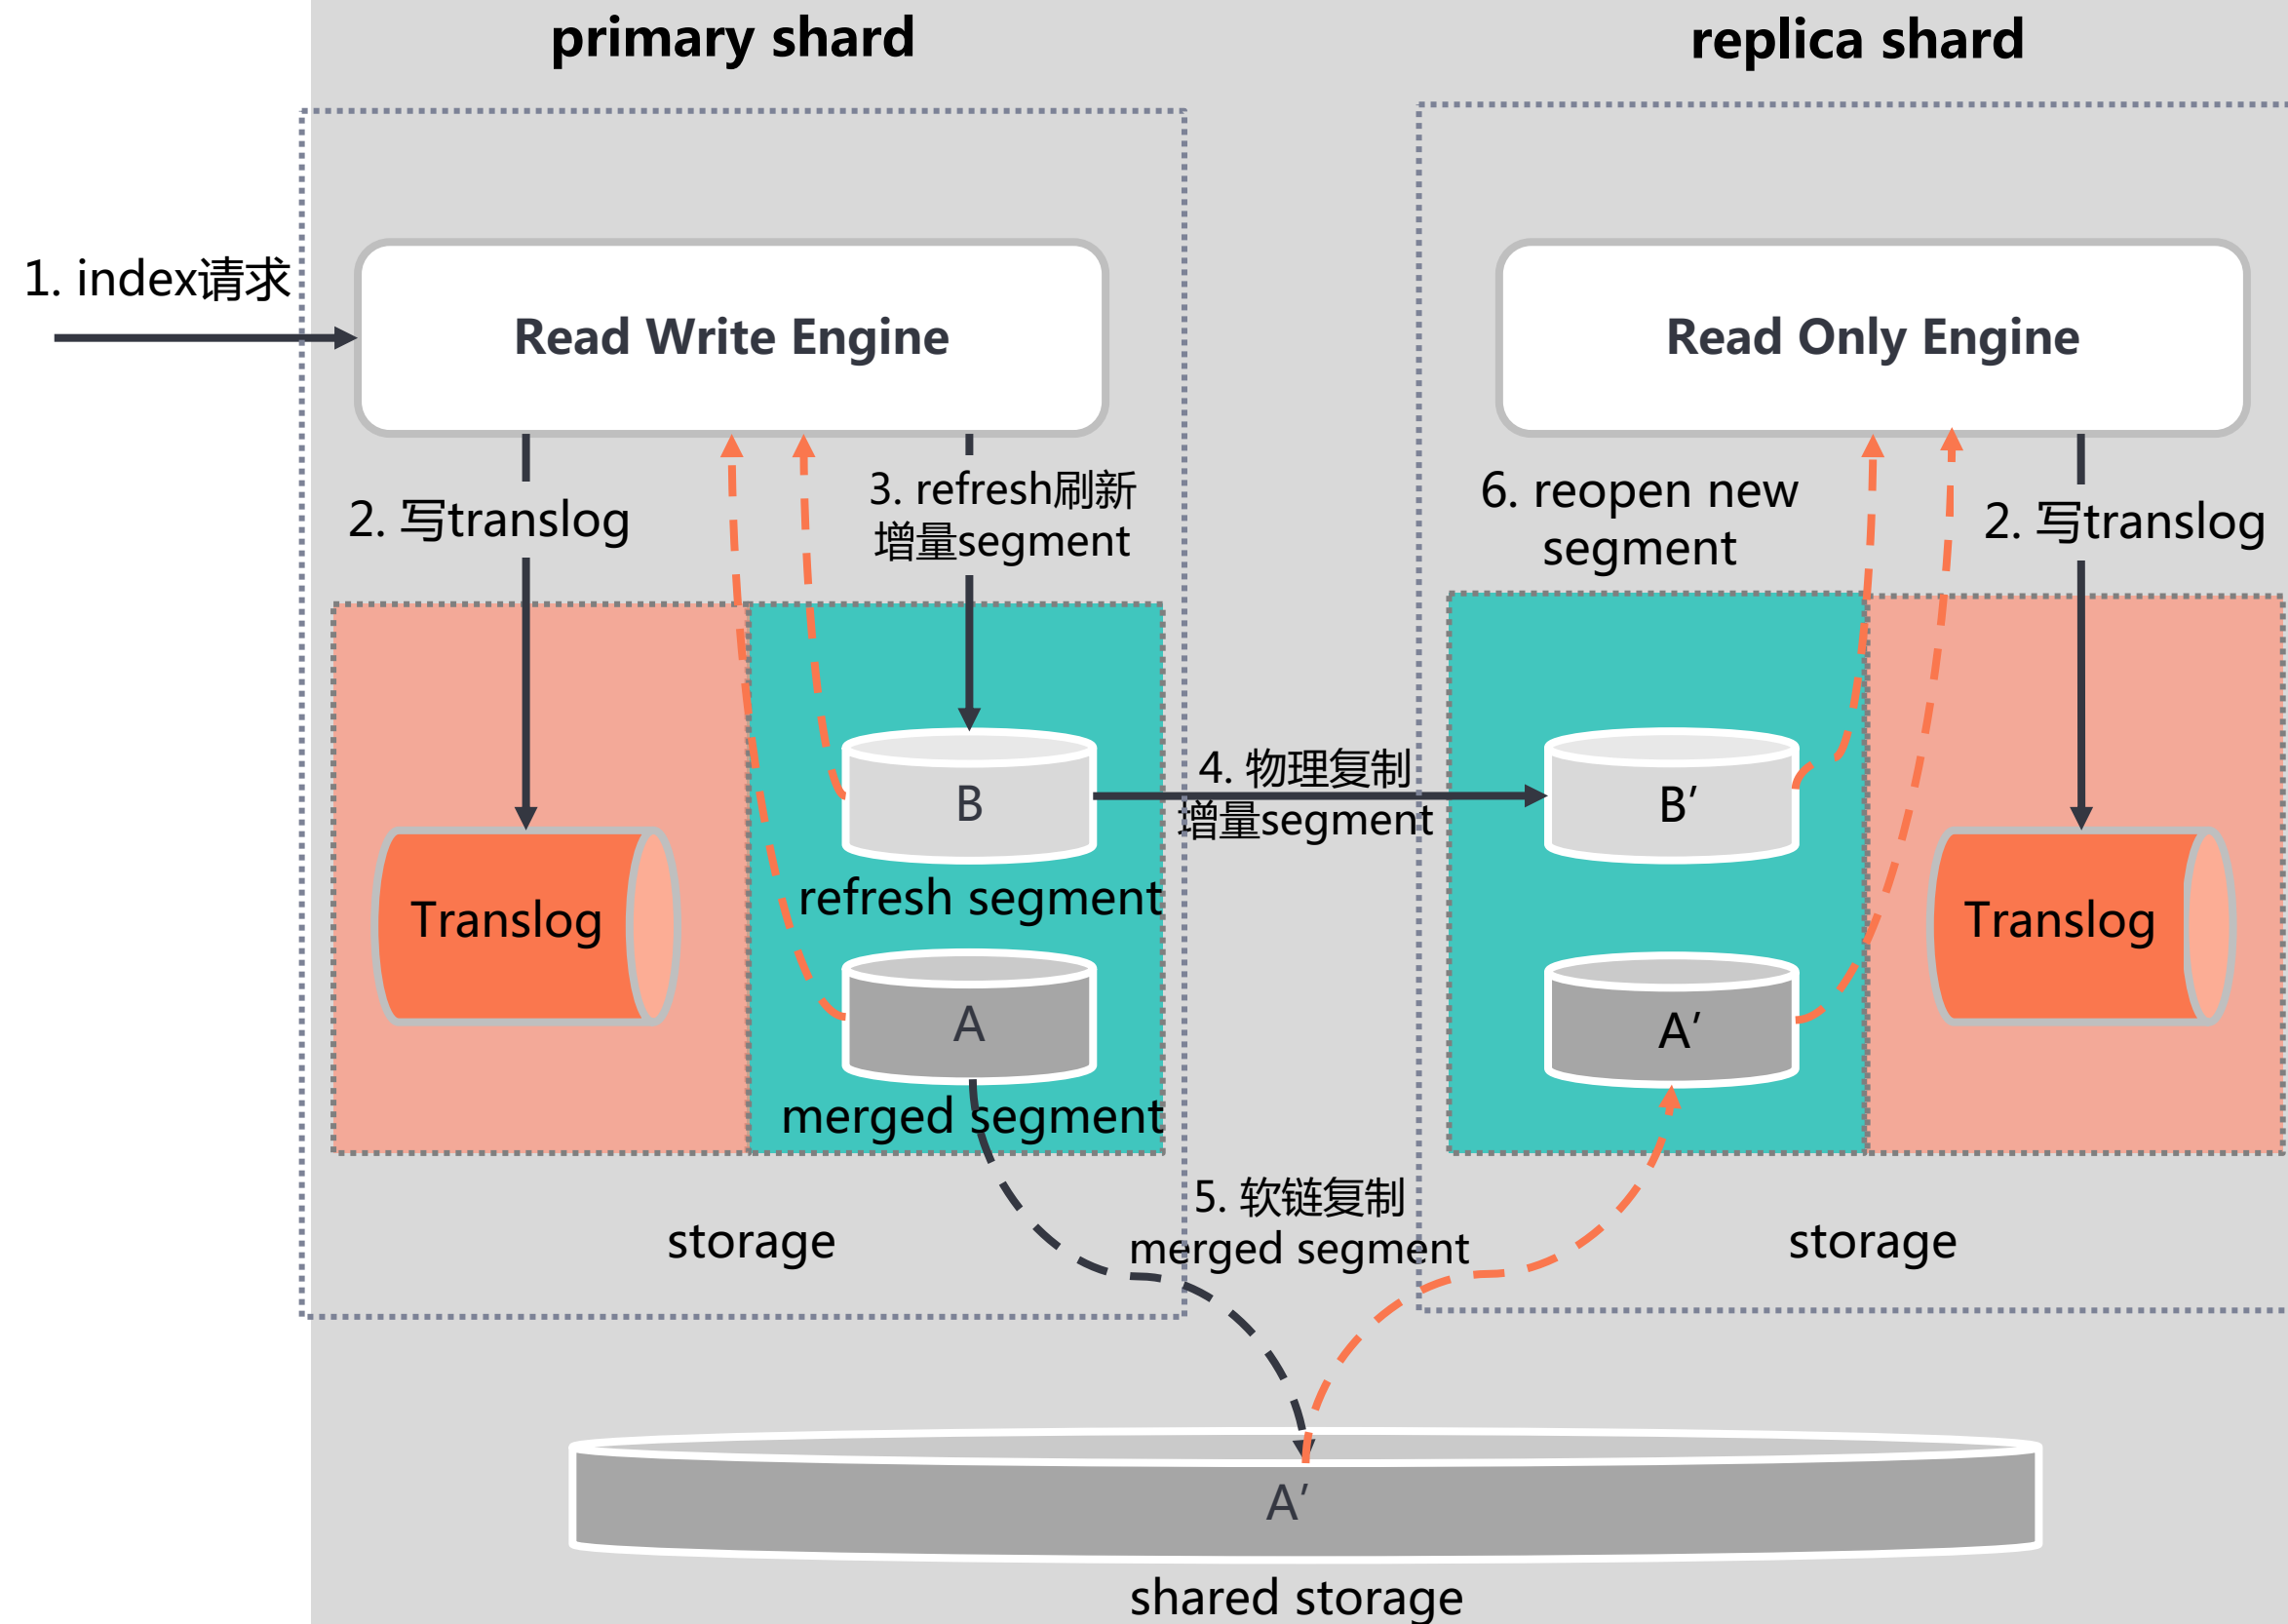 primary shard
replica shard
1. index请求
Read Write Engine
Read Only Engine
2. 写translog
3. refresh刷新
增量segment
6. reopen new
segment
2. 写translog
4. 物理复制
增量segment
B
B′
refresh segment
Translog
Translog
A
A′
merged segment
5. 软链复制
merged segment
storage
storage
A′
shared storage